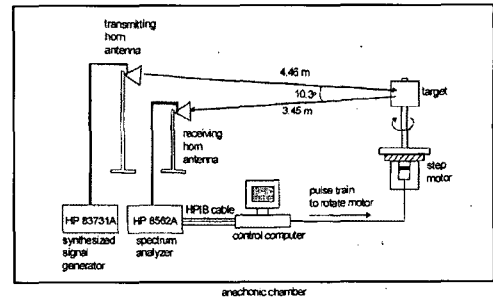 transmitting
horn
antenna
4.46 m
10.3°
3.45 m
target
receiving
horn
antenna
step
motor
HPIB cable
pulse train
to rotate motor
HP 83731A
HP 8562A
synthesized
signal
generator
spectrum
analyzer
control computer
anechonic chamber